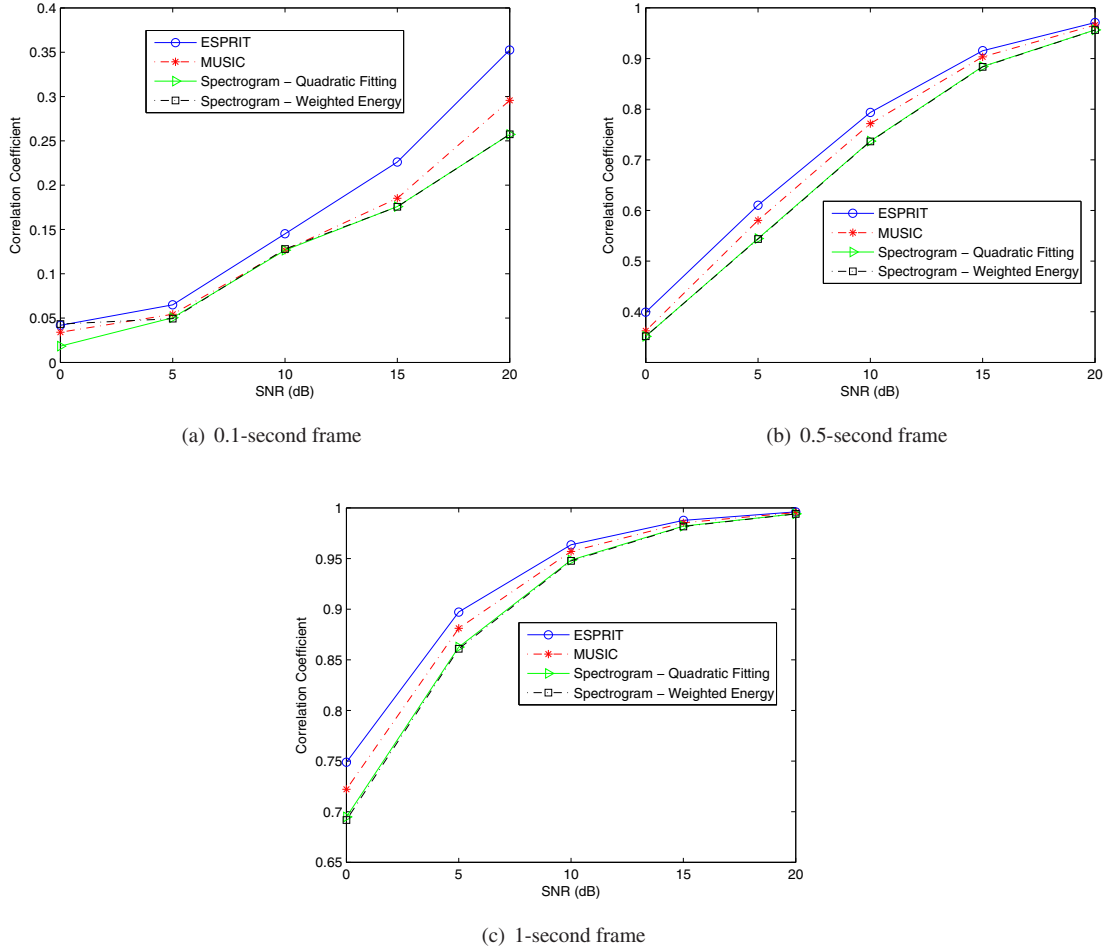 0.4
0.35
0.3
0.25
0.2
0.15
0.1
0.05
0
Correlation Coefficient
ESPRIT
MUSIC
Spectrogram – Quadratic Fitting
Spectrogram – Weighted Energy
0 5 10 15 20
SNR (dB)
(a) 0.1-second frame
1
0.9
0.8
0.7
0.6
0.5
0.4
Correlation Coefficient
ESPRIT
MUSIC
Spectrogram – Quadratic Fitting
Spectrogram – Weighted Energy
0 5 10 15 20
SNR (dB)
(b) 0.5-second frame
1
0.95
0.9
0.85
0.8
0.75
0.7
0.65
Correlation Coefficient
ESPRIT
MUSIC
Spectrogram – Quadratic Fitting
Spectrogram – Weighted Energy
0 5 10 15 20
SNR (dB)
(c) 1-second frame